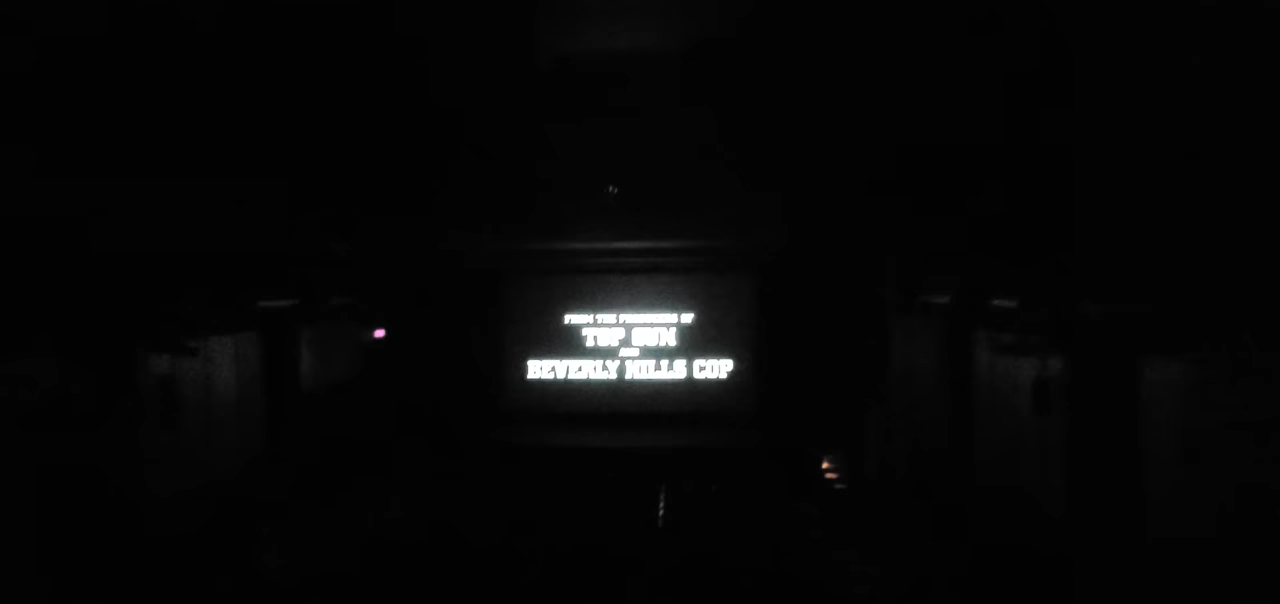 FROM THE PRODUCERS OF
TOP GUN
AND
BEVERLY HILLS COP